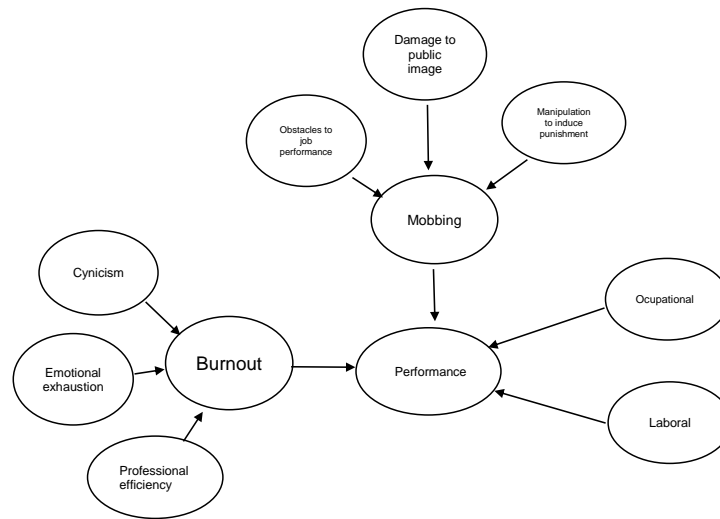 Damage to
public
image
Manipulation
to induce
punishment
Obstacles to
job
performance
Mobbing
Cynicism
Ocupational
Burnout
Emotional
exhaustion
Performance
Laboral
Professional
efficiency